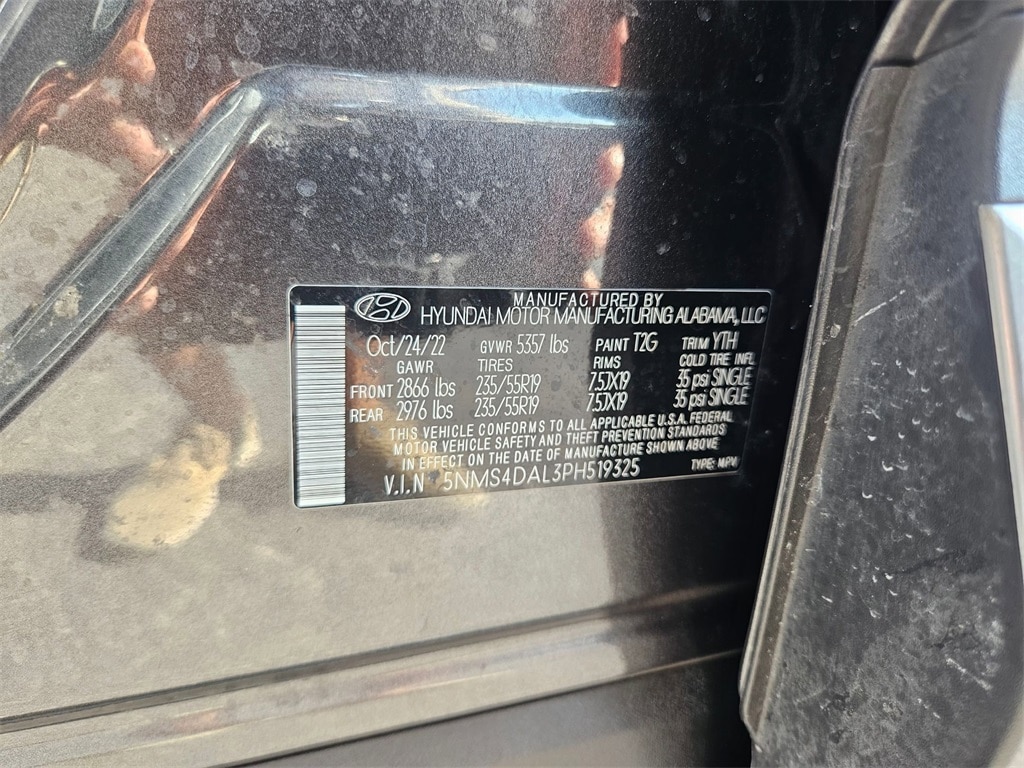 MANUFACTURED BY
HYUNDAI MOTOR MANUFACTURING ALABAMA, LLC
Oct/24/22 GVWR 5357 lbs PAINT T2G TRIM YTH
GAWR TIRES RIMS COLD TIRE INFL
FRONT 2866 lbs 235/55R19 7.5JX19 35 psi SINGLE
REAR 2976 lbs 235/55R19 7.5JX19 35 psi SINGLE
THIS VEHICLE CONFORMS TO ALL APPLICABLE U.S.A. FEDERAL
MOTOR VEHICLE SAFETY AND THEFT PREVENTION STANDARDS
IN EFFECT ON THE DATE OF MANUFACTURE SHOWN ABOVE
V.I.N 5NMS4DAL3PH519325 TYPE: MPV